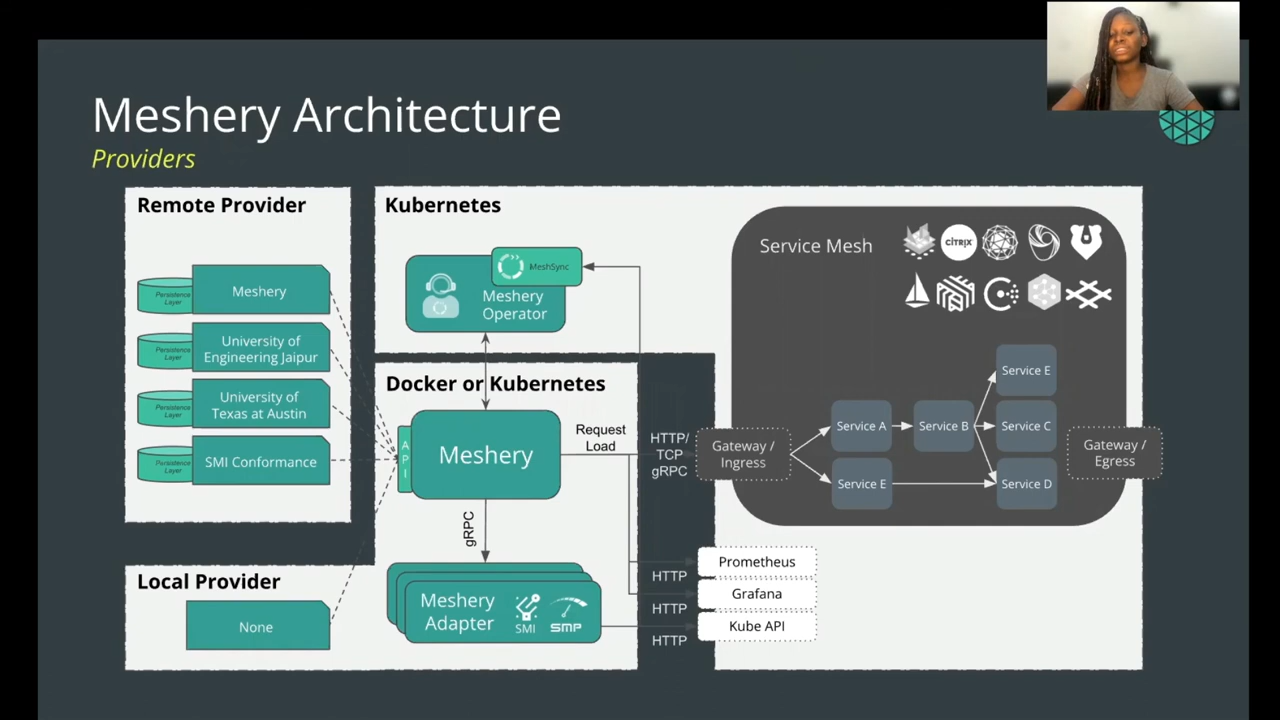 Meshery Architecture
Providers
Remote Provider
Persistence
Layer
Meshery
Persistence
Layer
University of
Engineering Jaipur
Persistence
Layer
University of
Texas at Austin
Persistence
Layer
SMI Conformance
Local Provider
None
Kubernetes
MeshSync
Meshery
Operator
Docker or Kubernetes
API
Meshery
Request
Load
gRPC
Meshery
Adapter
SMI
SMP
HTTP/
TCP
gRPC
HTTP
HTTP
HTTP
Service Mesh
CİTRIX
Gateway /
Ingress
Service A
Service B
Service E
Service C
Service E
Service D
Gateway /
Egress
Prometheus
Grafana
Kube API